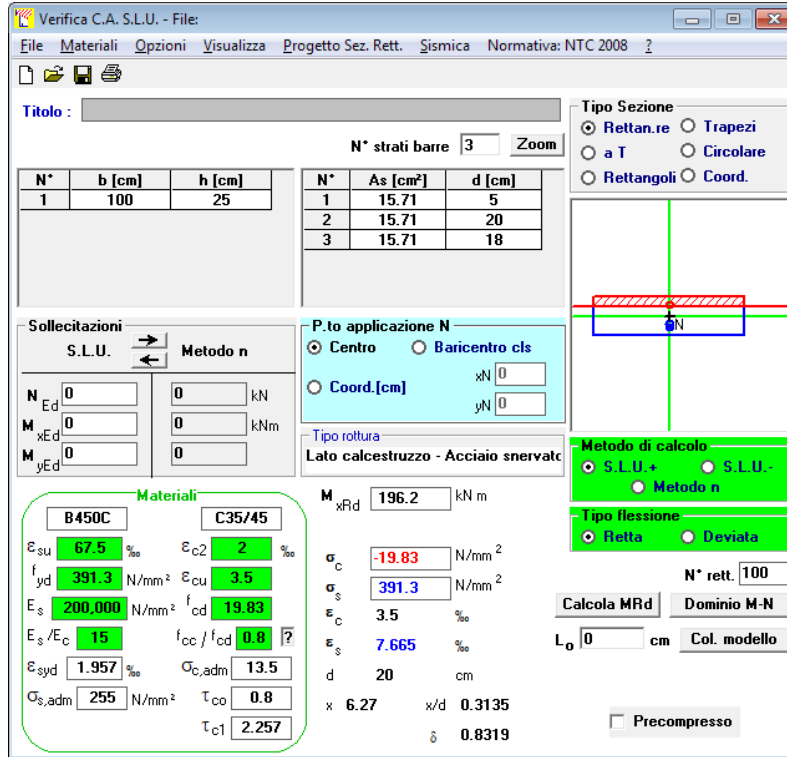 Verifica C.A. S.L.U. - File:
File Materiali Opzioni Visualizza Progetto Sez. Rett. Sismica Normativa: NTC 2008 ?
Titolo :
N° strati barre 3 Zoom
Tipo Sezione
Rettan.re Trapezi
a T Circolare
Rettangoli Coord.
N° b [cm] h [cm]
1 100 25
N° As [cm²] d [cm]
1 15.71 5
2 15.71 20
3 15.71 18
N
Sollecitazioni
S.L.U. Metodo n
N Ed 0 0 kN
M xEd 0 0 kNm
M yEd 0 0
P.to applicazione N
Centro Baricentro cls
Coord.[cm] xN 0
yN 0
Tipo rottura
Lato calcestruzzo - Acciaio snervato
Metodo di calcolo
S.L.U.+ S.L.U.-
Metodo n
Tipo flessione
Retta Deviata
Materiali
B450C C35/45
εsu 67.5 ‰ εc2 2 ‰
fyd 391.3 N/mm² εcu 3.5
Es 200,000 N/mm² fcd 19.83
Es /Ec 15 fcc / fcd 0.8 ?
εsyd 1.957 ‰ σc,adm 13.5
σs,adm 255 N/mm² τco 0.8
τc1 2.257
M xRd 196.2 kN m
σc -19.83 N/mm²
σs 391.3 N/mm²
εc 3.5 ‰
εs 7.665 ‰
d 20 cm
x 6.27 x/d 0.3135
δ 0.8319
N° rett. 100
Calcola MRd Dominio M-N
Lo 0 cm Col. modello
Precompresso